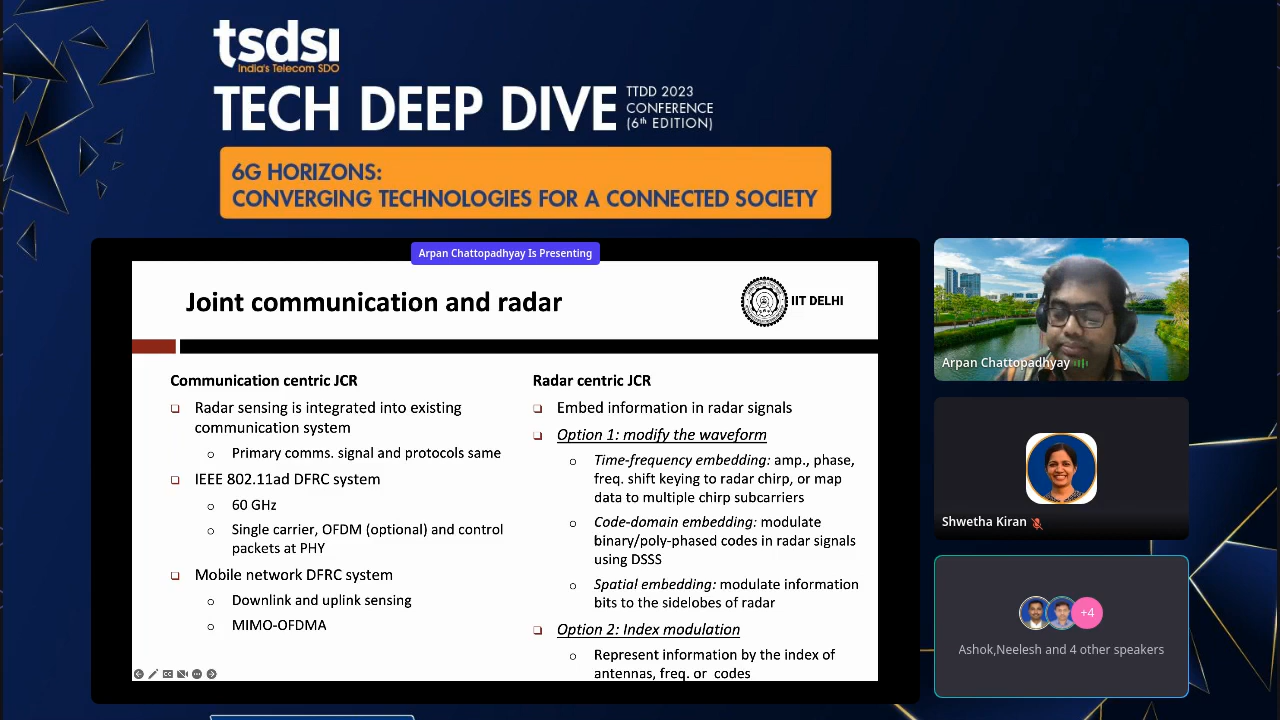 tsdsi
India's Telecom SDO
TECH DEEP DIVE
TTDD 2023
CONFERENCE
(6th EDITION)
6G HORIZONS:
CONVERGING TECHNOLOGIES FOR A CONNECTED SOCIETY
Arpan Chattopadhyay Is Presenting
Joint communication and radar
IIT DELHI
Communication centric JCR
Radar sensing is integrated into existing
communication system
Primary comms. signal and protocols same
IEEE 802.11ad DFRC system
60 GHz
Single carrier, OFDM (optional) and control
packets at PHY
Mobile network DFRC system
Downlink and uplink sensing
MIMO-OFDMA
Radar centric JCR
Embed information in radar signals
Option 1: modify the waveform
Time-frequency embedding: amp., phase,
freq. shift keying to radar chirp, or map
data to multiple chirp subcarriers
Code-domain embedding: modulate
binary/poly-phased codes in radar signals
using DSSS
Spatial embedding: modulate information
bits to the sidelobes of radar
Option 2: Index modulation
Represent information by the index of
antennas, freq. or codes
Arpan Chattopadhyay
Shwetha Kiran
+4
Ashok,Neelesh and 4 other speakers